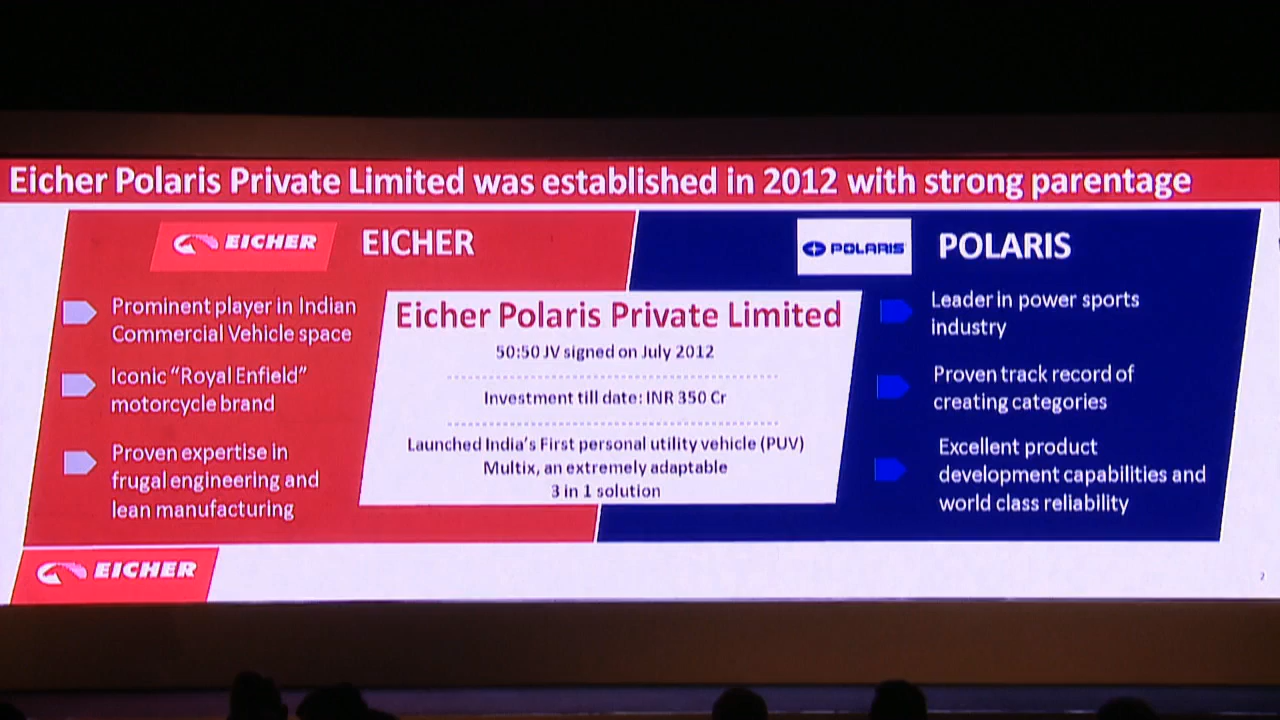 Eicher Polaris Private Limited was established in 2012 with strong parentage
EICHER
EICHER
Prominent player in Indian
Commercial Vehicle space
Iconic “Royal Enfield”
motorcycle brand
Proven expertise in
frugal engineering and
lean manufacturing
Eicher Polaris Private Limited
50:50 JV signed on July 2012
Investment till date: INR 350 Cr
Launched India’s First personal utility vehicle (PUV)
Multix, an extremely adaptable
3 in 1 solution
POLARIS
POLARIS
Leader in power sports
industry
Proven track record of
creating categories
Excellent product
development capabilities and
world class reliability
EICHER
2